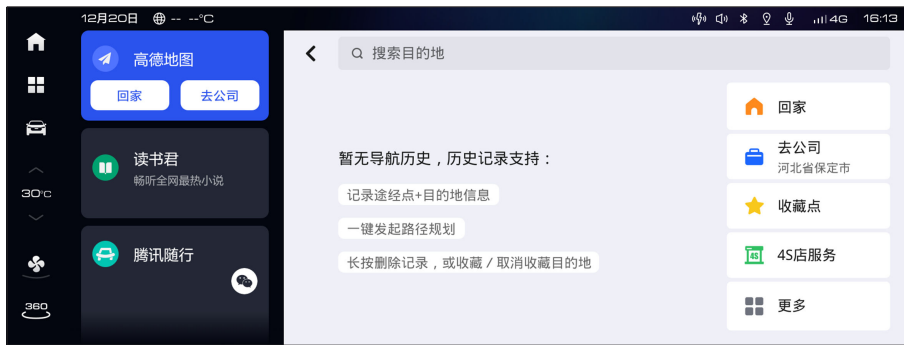 12月20日 -- --°C
4G 16:13
高德地图
回家 去公司
读书君
畅听全网最热小说
腾讯随行
30°C
360
搜索目的地
暂无导航历史，历史记录支持：
记录途经点+目的地信息
一键发起路径规划
长按删除记录，或收藏 / 取消收藏目的地
回家
去公司
河北省保定市
收藏点
4S
4S店服务
更多